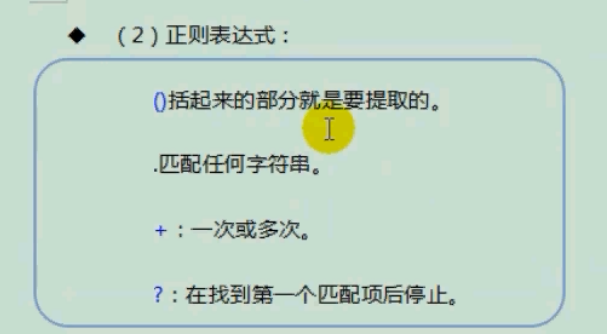 ◆ （2）正则表达式：
()括起来的部分就是要提取的。
.匹配任何字符串。
+：一次或多次。
?：在找到第一个匹配项后停止。